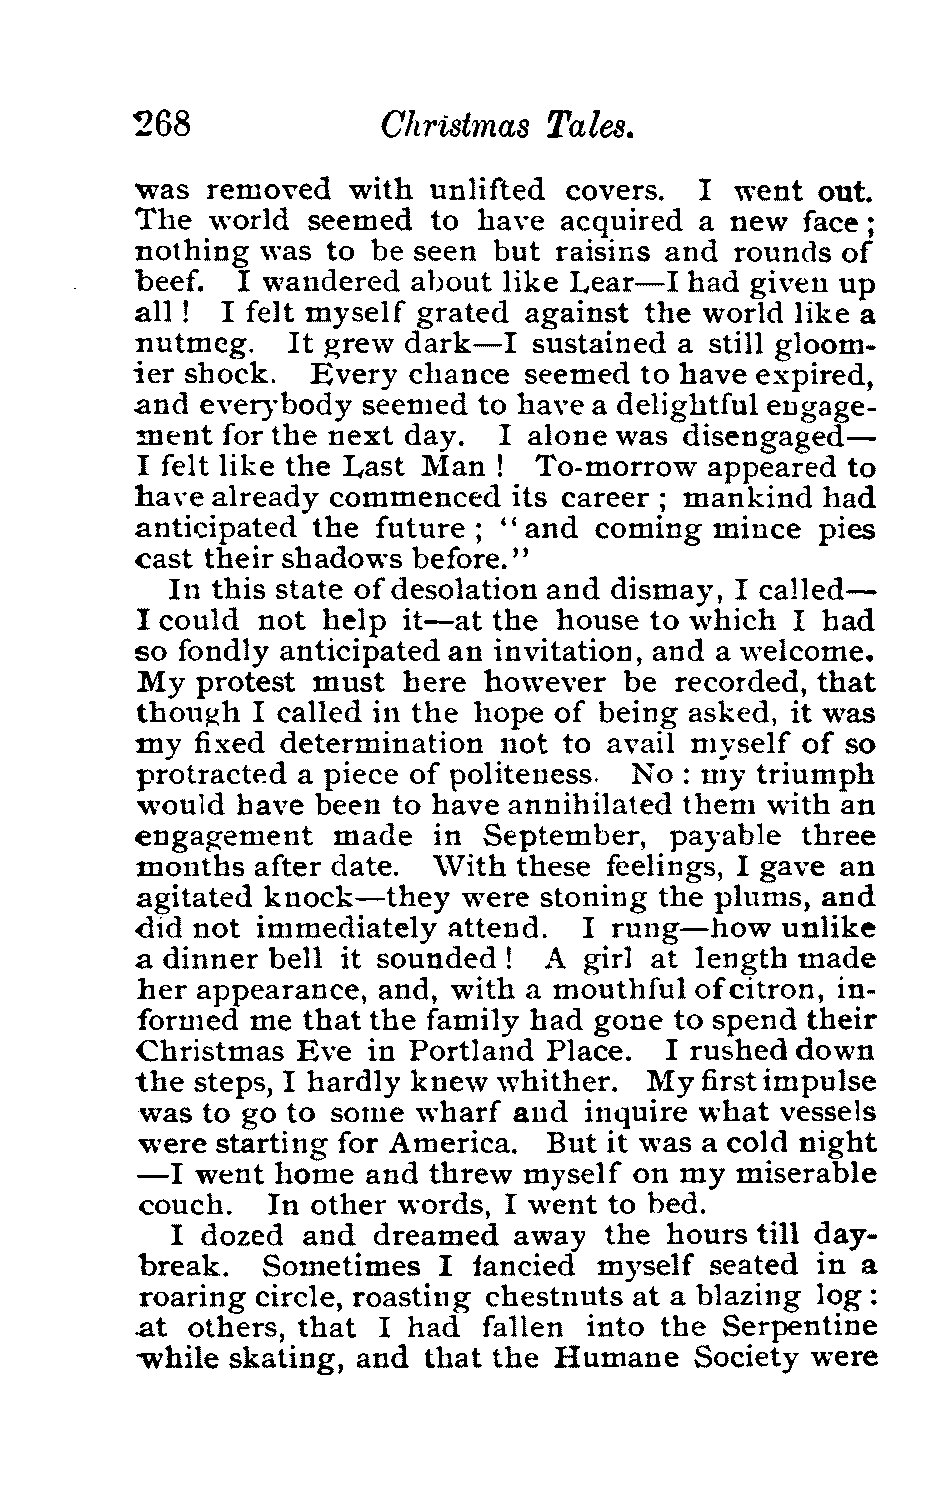 268 Christmas Tales.
was removed with unlifted covers. I went out.
The world seemed to have acquired a new face ;
nothing was to be seen but raisins and rounds of
beef. I wandered about like Lear—I had given up
all ! I felt myself grated against the world like a
nutmeg. It grew dark—I sustained a still gloom-
ier shock. Every chance seemed to have expired,
and everybody seemed to have a delightful engage-
ment for the next day. I alone was disengaged—
I felt like the Last Man ! To-morrow appeared to
have already commenced its career ; mankind had
anticipated the future ; “and coming mince pies
cast their shadows before.”
In this state of desolation and dismay, I called—
I could not help it—at the house to which I had
so fondly anticipated an invitation, and a welcome.
My protest must here however be recorded, that
though I called in the hope of being asked, it was
my fixed determination not to avail myself of so
protracted a piece of politeness. No : my triumph
would have been to have annihilated them with an
engagement made in September, payable three
months after date. With these feelings, I gave an
agitated knock—they were stoning the plums, and
did not immediately attend. I rung—how unlike
a dinner bell it sounded ! A girl at length made
her appearance, and, with a mouthful of citron, in-
formed me that the family had gone to spend their
Christmas Eve in Portland Place. I rushed down
the steps, I hardly knew whither. My first impulse
was to go to some wharf and inquire what vessels
were starting for America. But it was a cold night
—I went home and threw myself on my miserable
couch. In other words, I went to bed.
I dozed and dreamed away the hours till day-
break. Sometimes I fancied myself seated in a
roaring circle, roasting chestnuts at a blazing log :
at others, that I had fallen into the Serpentine
while skating, and that the Humane Society were